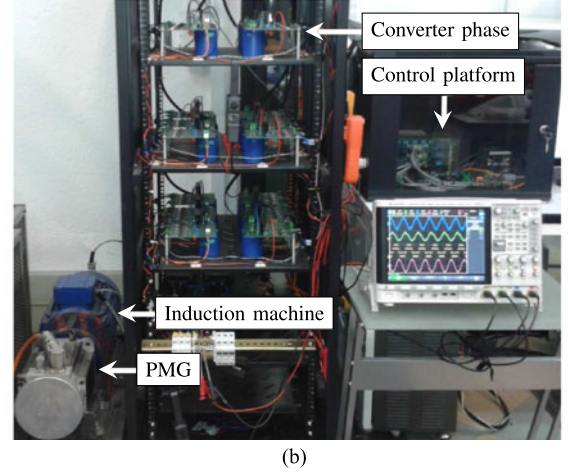 Converter phase
Control platform
Induction machine
PMG
(b)